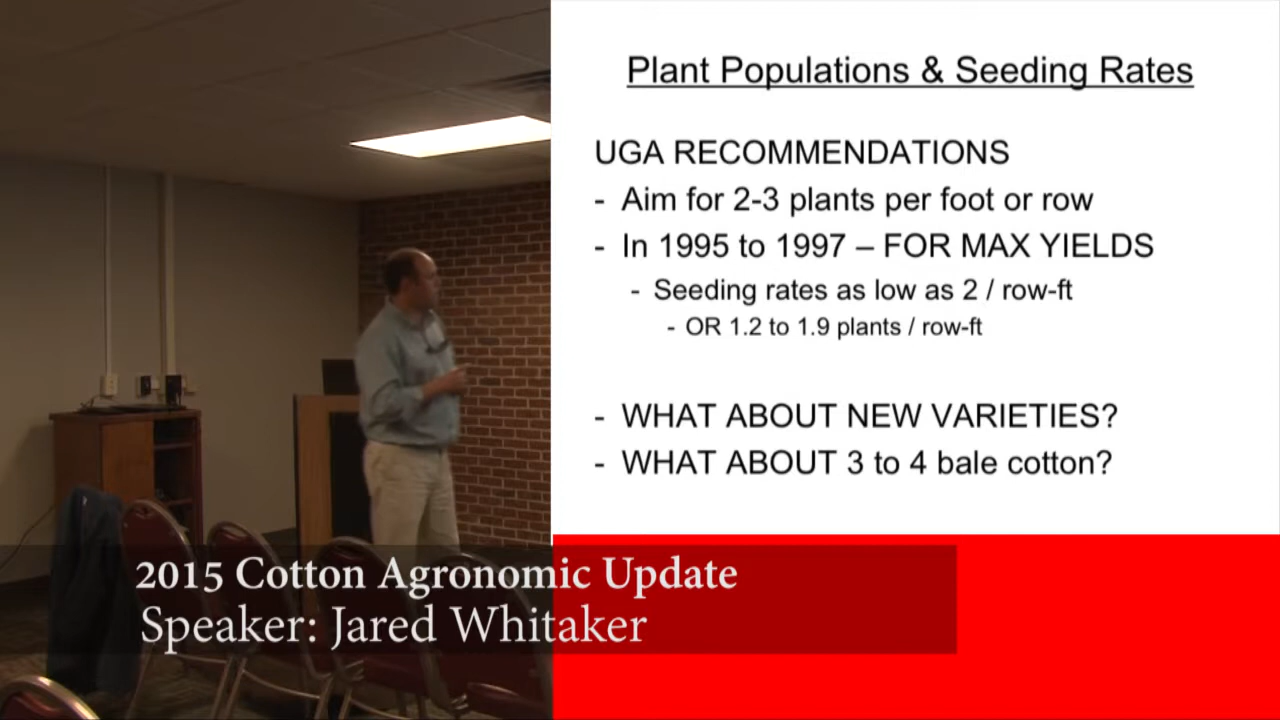 Plant Populations & Seeding Rates
UGA RECOMMENDATIONS
- Aim for 2-3 plants per foot or row
- In 1995 to 1997 – FOR MAX YIELDS
- Seeding rates as low as 2 / row-ft
- OR 1.2 to 1.9 plants / row-ft
- WHAT ABOUT NEW VARIETIES?
- WHAT ABOUT 3 to 4 bale cotton?
2015 Cotton Agronomic Update
Speaker: Jared Whitaker